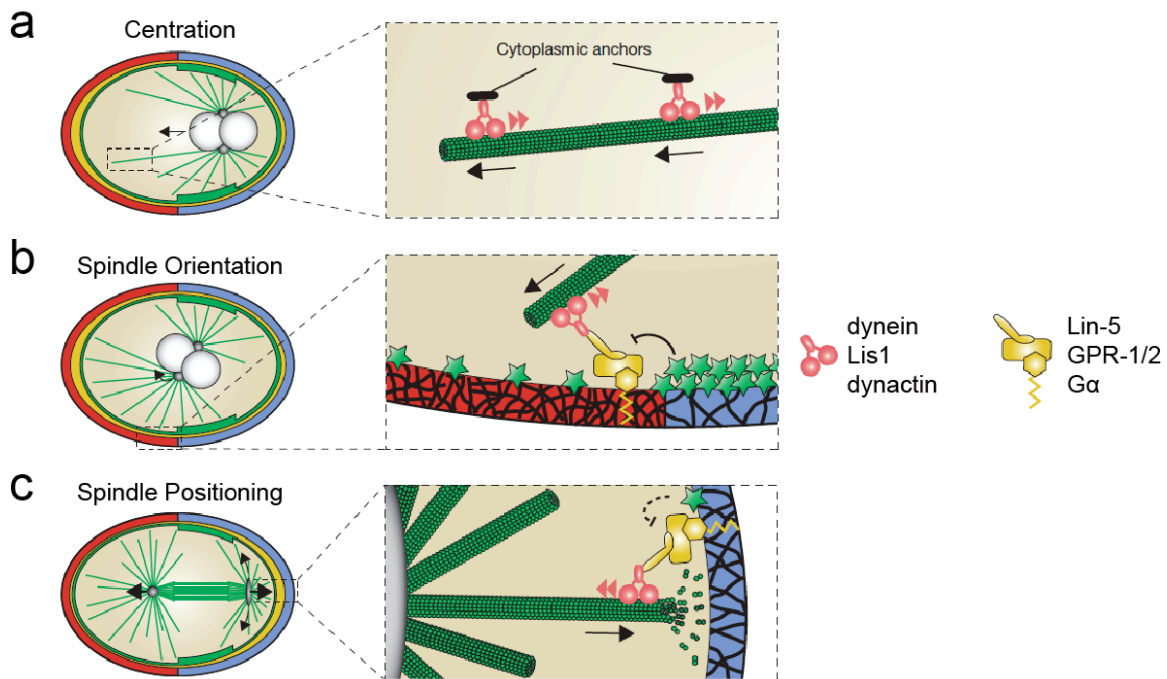 a
Centration
Cytoplasmic anchors
b
Spindle Orientation
dynein
Lis1
dynactin
Lin-5
GPR-1/2
Gα
c
Spindle Positioning